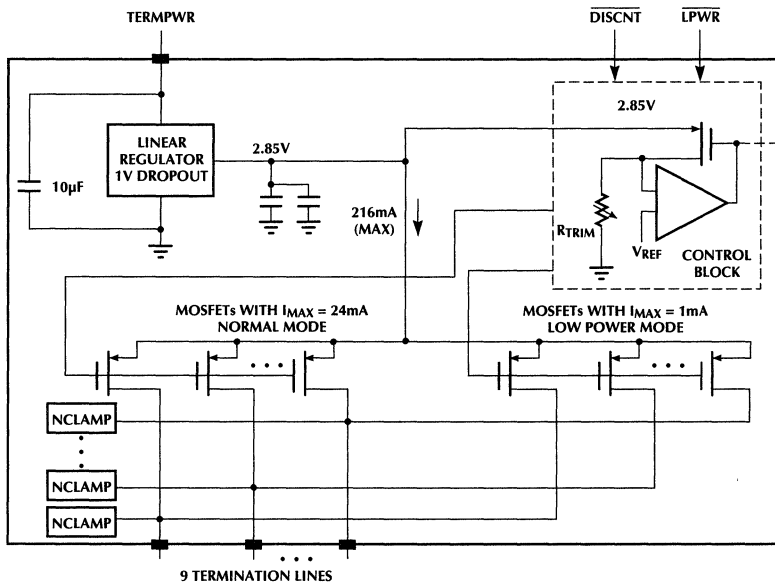 TERMPWR
DISCNT
LPWR
LINEAR
REGULATOR
1V DROPOUT
2.85V
2.85V
10µF
216mA
(MAX)
RTRIM
VREF
CONTROL
BLOCK
MOSFETs WITH IMAX = 24mA
NORMAL MODE
MOSFETs WITH IMAX = 1mA
LOW POWER MODE
NCLAMP
NCLAMP
NCLAMP
9 TERMINATION LINES